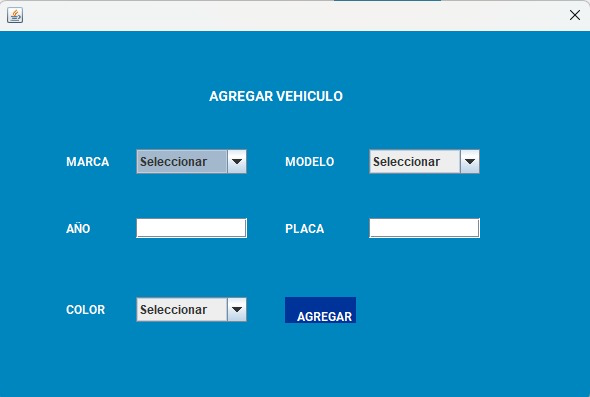 AGREGAR VEHICULO
MARCA Seleccionar MODELO Seleccionar
AÑO PLACA
COLOR Seleccionar AGREGAR